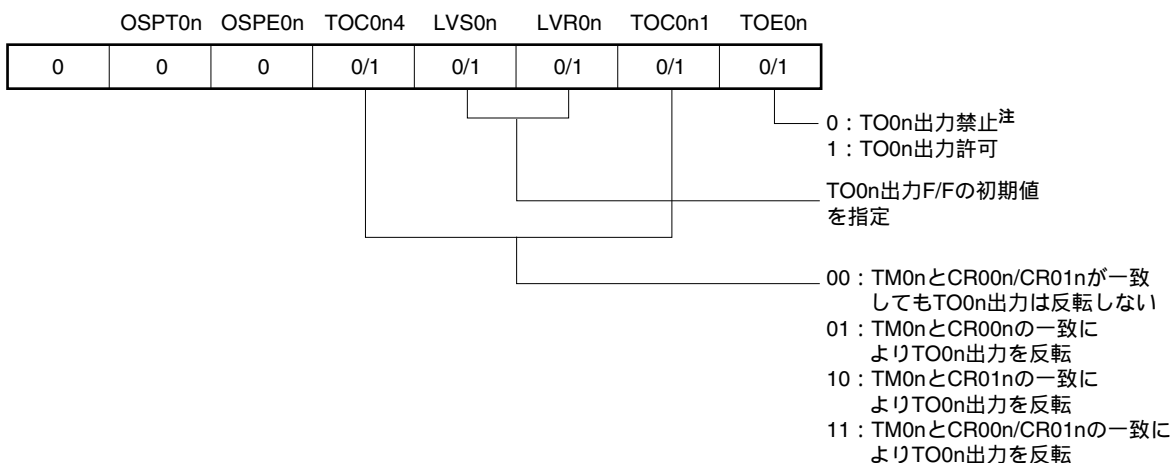 OSPT0n OSPE0n TOC0n4 LVS0n LVR0n TOC0n1 TOE0n
0 0 0 0/1 0/1 0/1 0/1 0/1
0：TO0n出力禁止注
1：TO0n出力許可
TO0n出力F/Fの初期値
を指定
00：TM0nとCR00n/CR01nが一致
してもTO0n出力は反転しない
01：TM0nとCR00nの一致に
よりTO0n出力を反転
10：TM0nとCR01nの一致に
よりTO0n出力を反転
11：TM0nとCR00n/CR01nの一致に
よりTO0n出力を反転